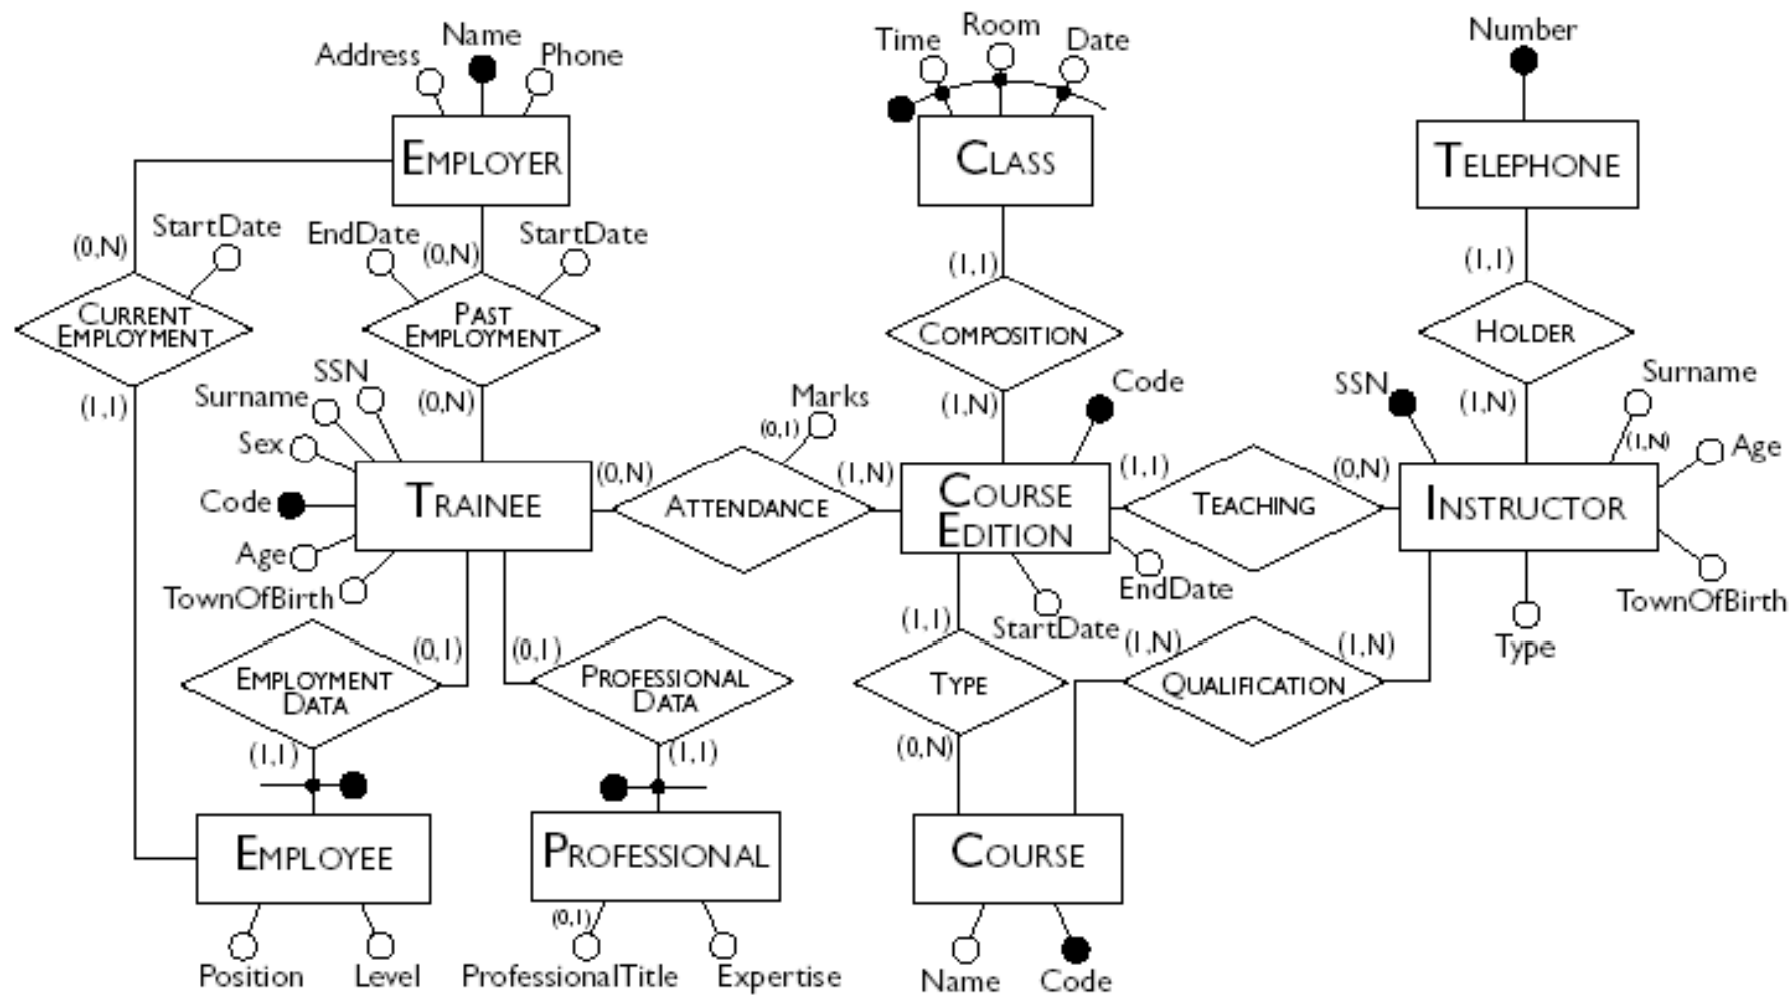 Name
Address
Phone
Time
Room
Date
Number
EMPLOYER
CLASS
TELEPHONE
(0,N)
StartDate
EndDate
(0,N)
StartDate
(1,1)
(1,1)
CURRENT
EMPLOYMENT
PAST
EMPLOYMENT
COMPOSITION
HOLDER
(1,1)
SSN
Surname
(0,N)
Marks
(0,1)
(1,N)
Code
SSN
(1,N)
Surname
(1,N)
Sex
Age
Code
TRAINEE
(0,N)
ATTENDANCE
(1,N)
COURSE
EDITION
(1,1)
TEACHING
(0,N)
INSTRUCTOR
Age
TownOfBirth
EndDate
StartDate
TownOfBirth
Type
(0,1)
(0,1)
(1,1)
(1,N)
(1,N)
EMPLOYMENT
DATA
PROFESSIONAL
DATA
TYPE
QUALIFICATION
(1,1)
(1,1)
(0,N)
EMPLOYEE
PROFESSIONAL
COURSE
(0,1)
Position
Level
ProfessionalTitle
Expertise
Name
Code